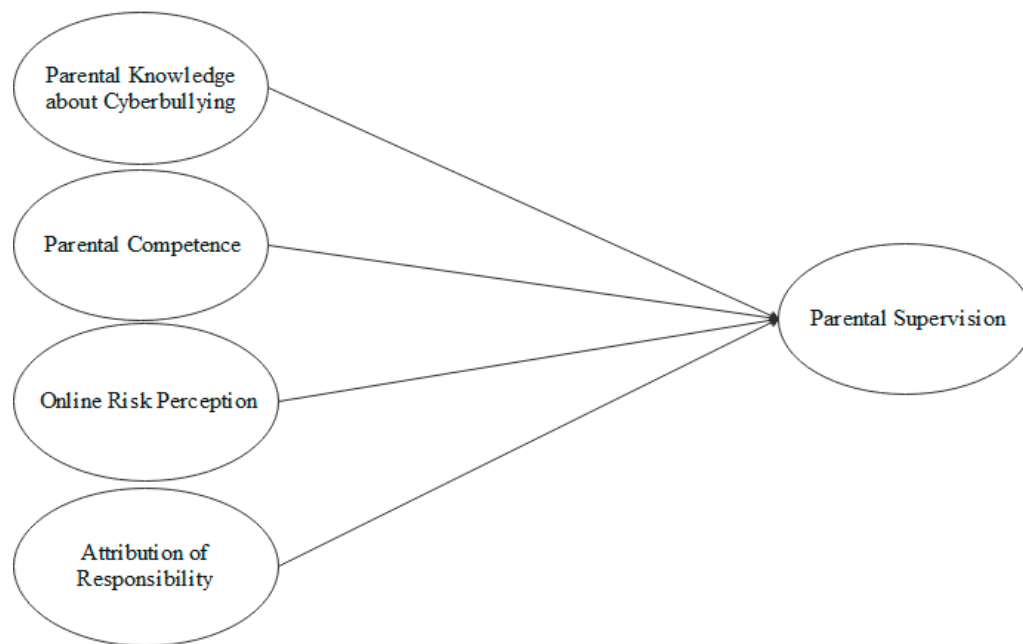 Parental Knowledge
about Cyberbullying
Parental Competence
Online Risk Perception
Attribution of
Responsibility
Parental Supervision